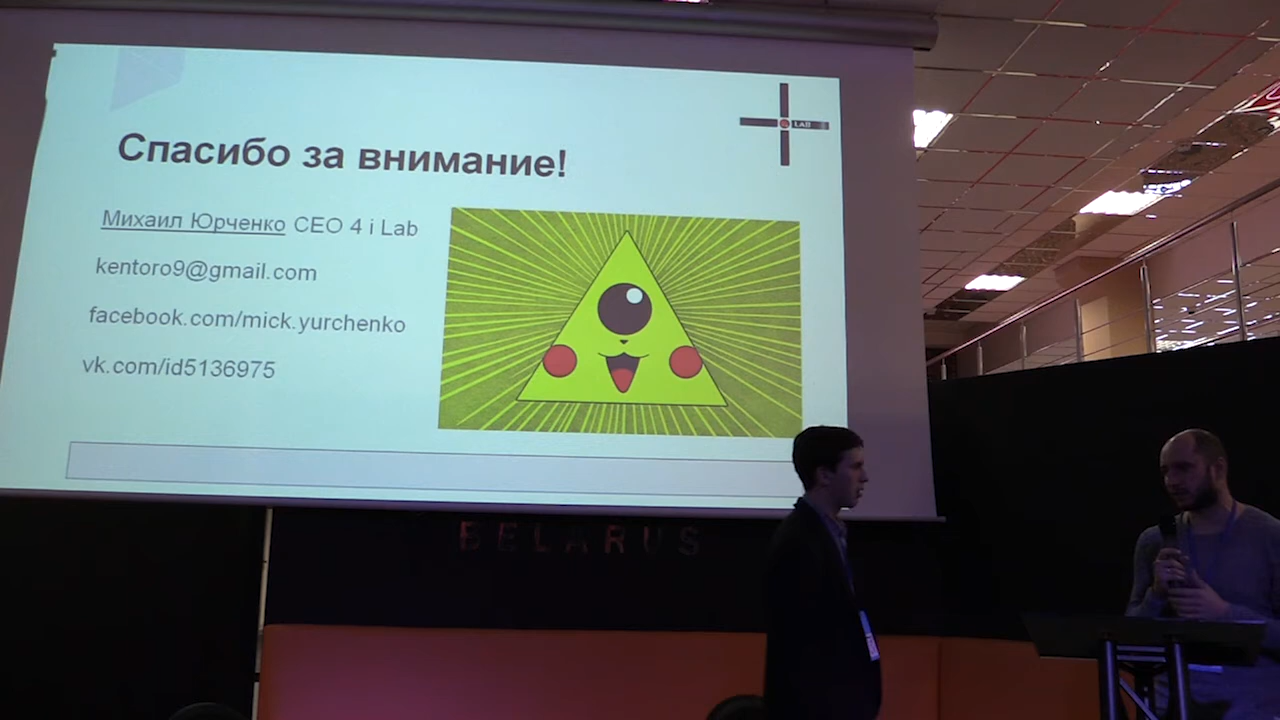 Спасибо за внимание!
LAB
Михаил Юрченко CEO 4 i Lab
kentoro9@gmail.com
facebook.com/mick.yurchenko
vk.com/id5136975
BELARUS